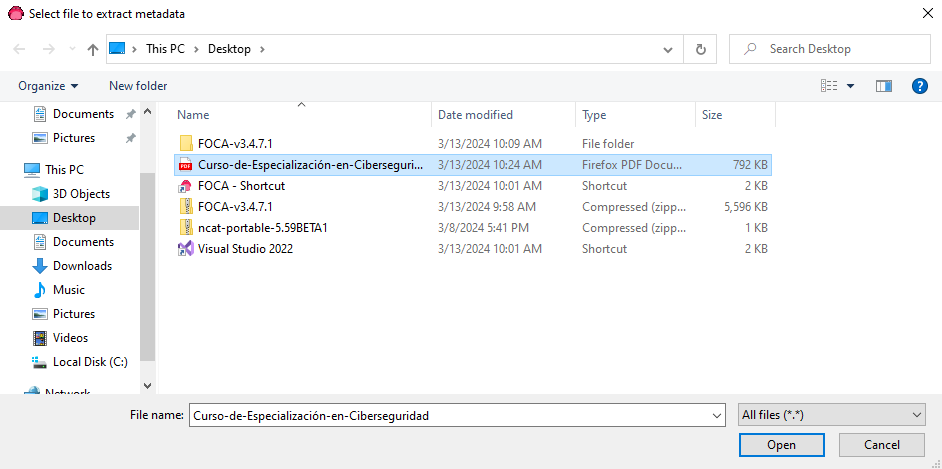 Select file to extract metadata
This PC Desktop
Search Desktop
Organize New folder
Name Date modified Type Size
Documents
Pictures
This PC
3D Objects
Desktop
Documents
Downloads
Music
Pictures
Videos
Local Disk (C:)
Network
FOCA-v3.4.7.1 3/13/2024 10:09 AM File folder
Curso-de-Especialización-en-Ciberseguri... 3/13/2024 10:24 AM Firefox PDF Docu... 792 KB
FOCA - Shortcut 3/13/2024 10:01 AM Shortcut 2 KB
FOCA-v3.4.7.1 3/13/2024 9:58 AM Compressed (zipp... 5,596 KB
ncat-portable-5.59BETA1 3/8/2024 5:41 PM Compressed (zipp... 1 KB
Visual Studio 2022 3/13/2024 10:01 AM Shortcut 2 KB
File name: Curso-de-Especialización-en-Ciberseguridad All files (*.*)
Open Cancel